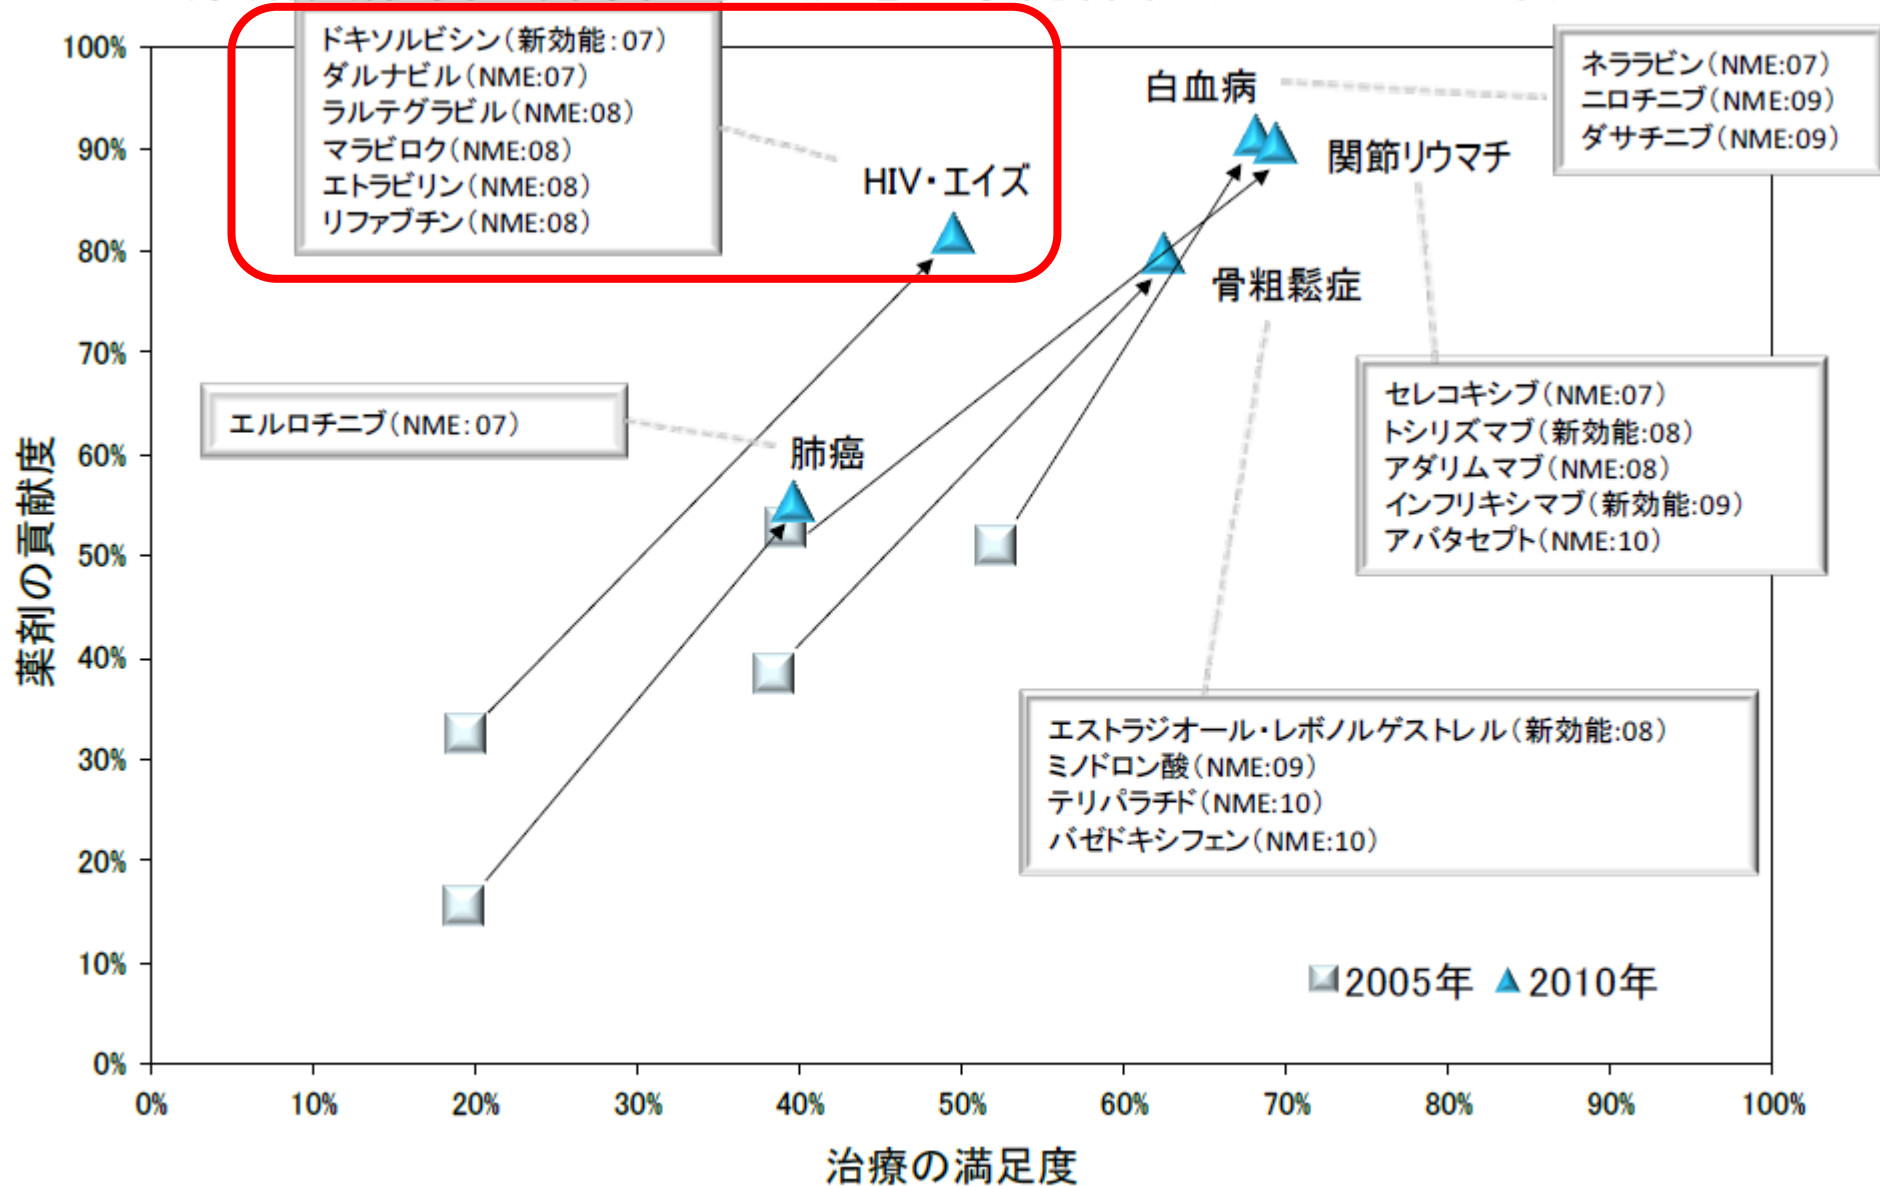 ドキソルビシン(新効能:07)
ダルナビル(NME:07)
ラルテグラビル(NME:08)
マラビロク(NME:08)
エトラビリン(NME:08)
リファブチン(NME:08)
ネララビン(NME:07)
ニロチニブ(NME:09)
ダサチニブ(NME:09)
白血病
関節リウマチ
HIV・エイズ
骨粗鬆症
エルロチニブ(NME:07)
肺癌
セレコキシブ(NME:07)
トシリズマブ(新効能:08)
アダリムマブ(NME:08)
インフリキシマブ(新効能:09)
アバタセプト(NME:10)
エストラジオール・レボノルゲストレル(新効能:08)
ミノドロン酸(NME:09)
テリパラチド(NME:10)
バゼドキシフェン(NME:10)
薬剤の貢献度
100%
90%
80%
70%
60%
50%
40%
30%
20%
10%
0%
2005年 2010年
0% 10% 20% 30% 40% 50% 60% 70% 80% 90% 100%
治療の満足度